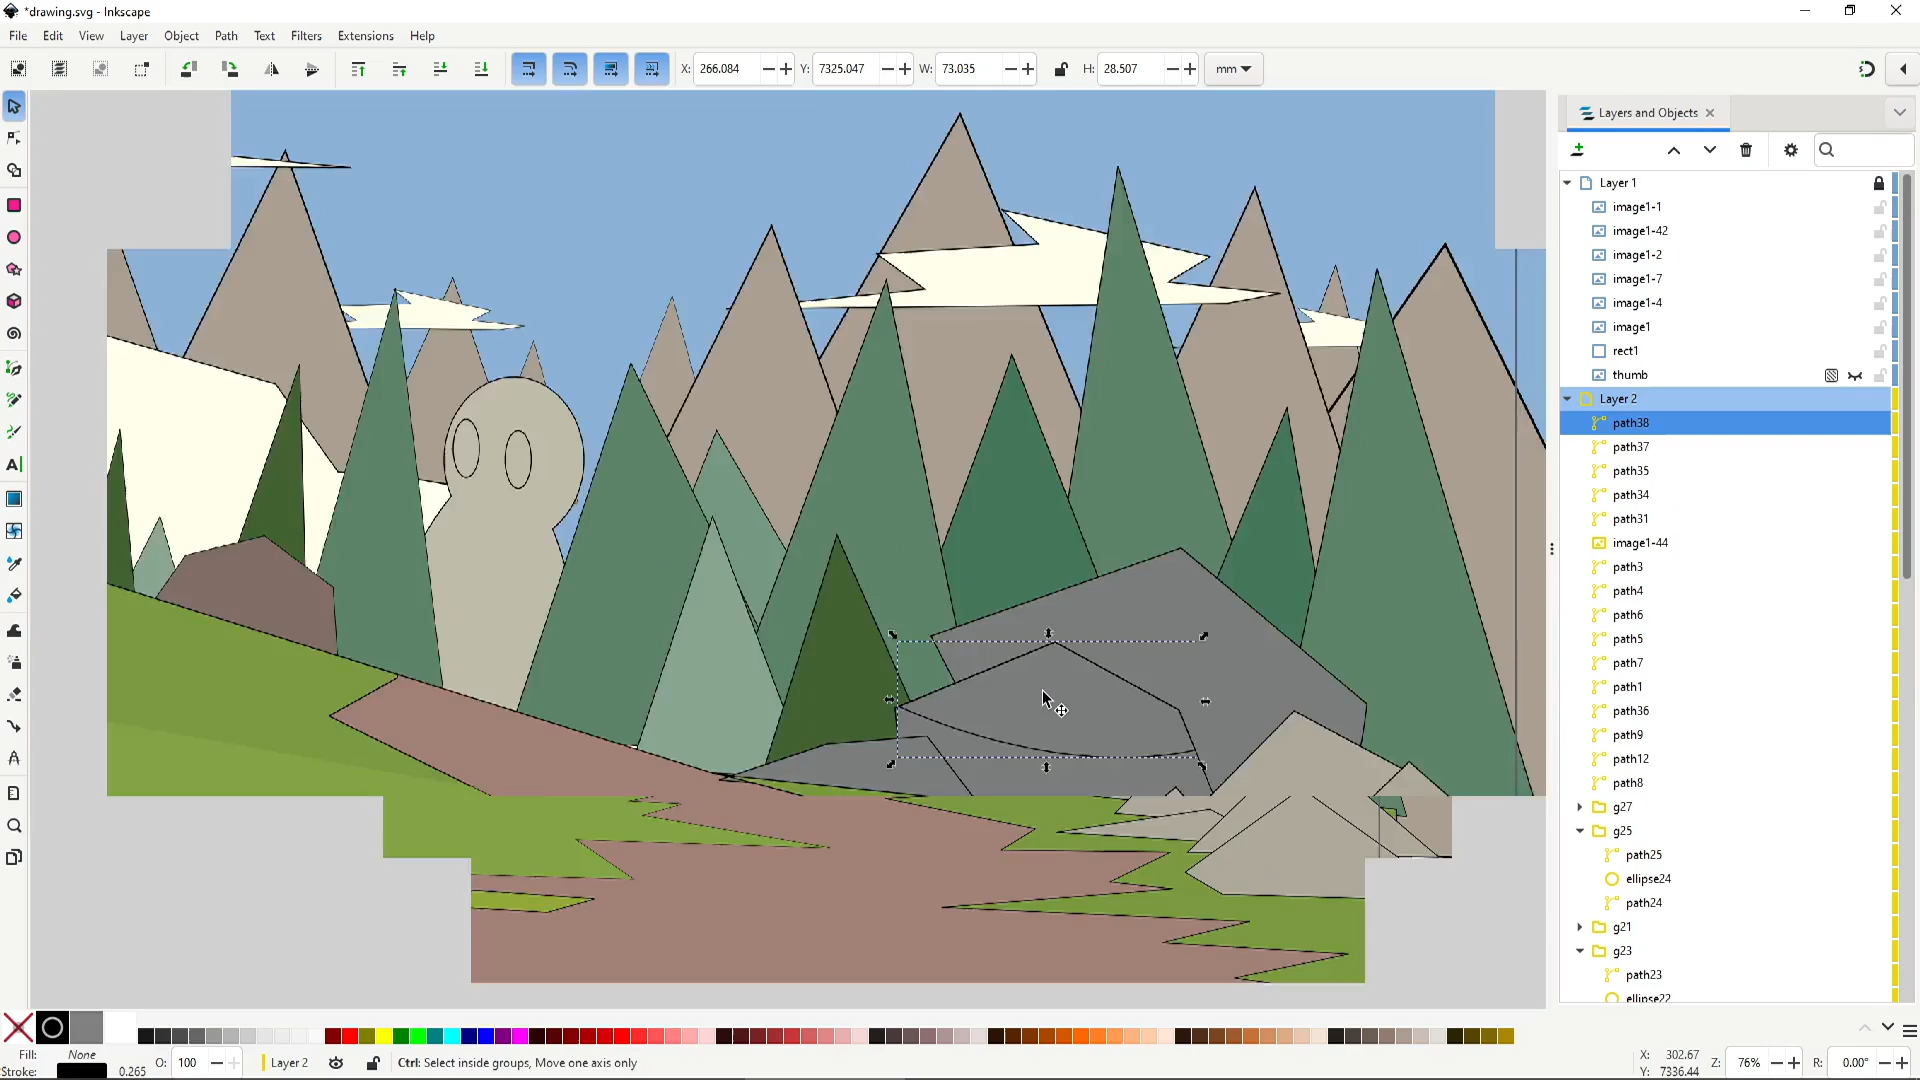 *drawing.svg - Inkscape
File Edit View Layer Object Path Text Filters Extensions Help
X: 266.084 Y: 7325.047 W: 73.035 H: 28.507 mm
Layers and Objects
Layer 1
image1-1
image1-42
image1-2
image1-7
image1-4
image1
rect1
thumb
Layer 2
path38
path37
path35
path34
path31
image1-44
path3
path4
path6
path5
path7
path1
path36
path9
path12
path8
g27
g25
path25
ellipse24
path24
g21
g23
path23
ellipse22
Fill: None
Stroke: 0.265
O: 100
Layer 2
Ctrl: Select inside groups, Move one axis only
X: 302.67
Y: 7336.44
Z: 76%
R: 0.00°